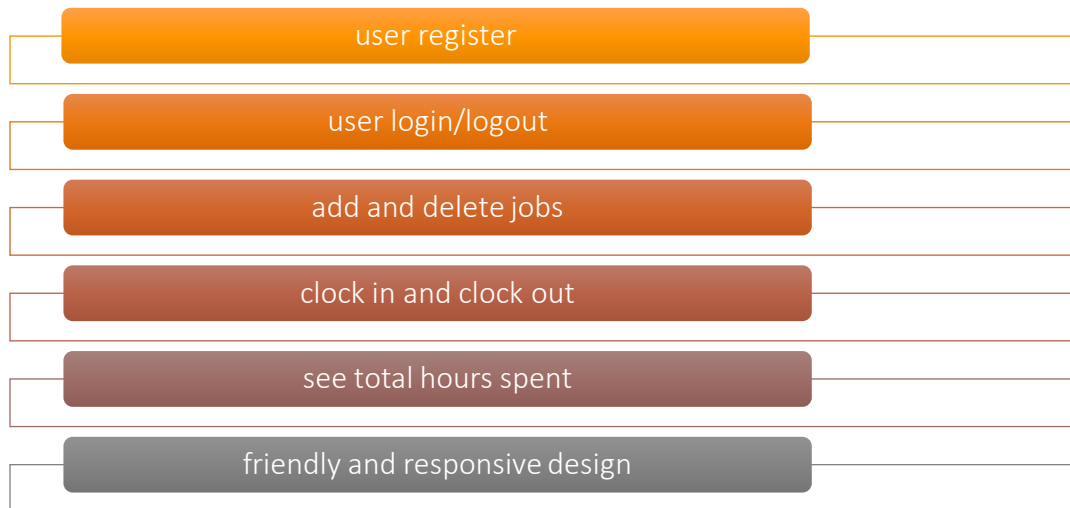 user register
user login/logout
add and delete jobs
clock in and clock out
see total hours spent
friendly and responsive design